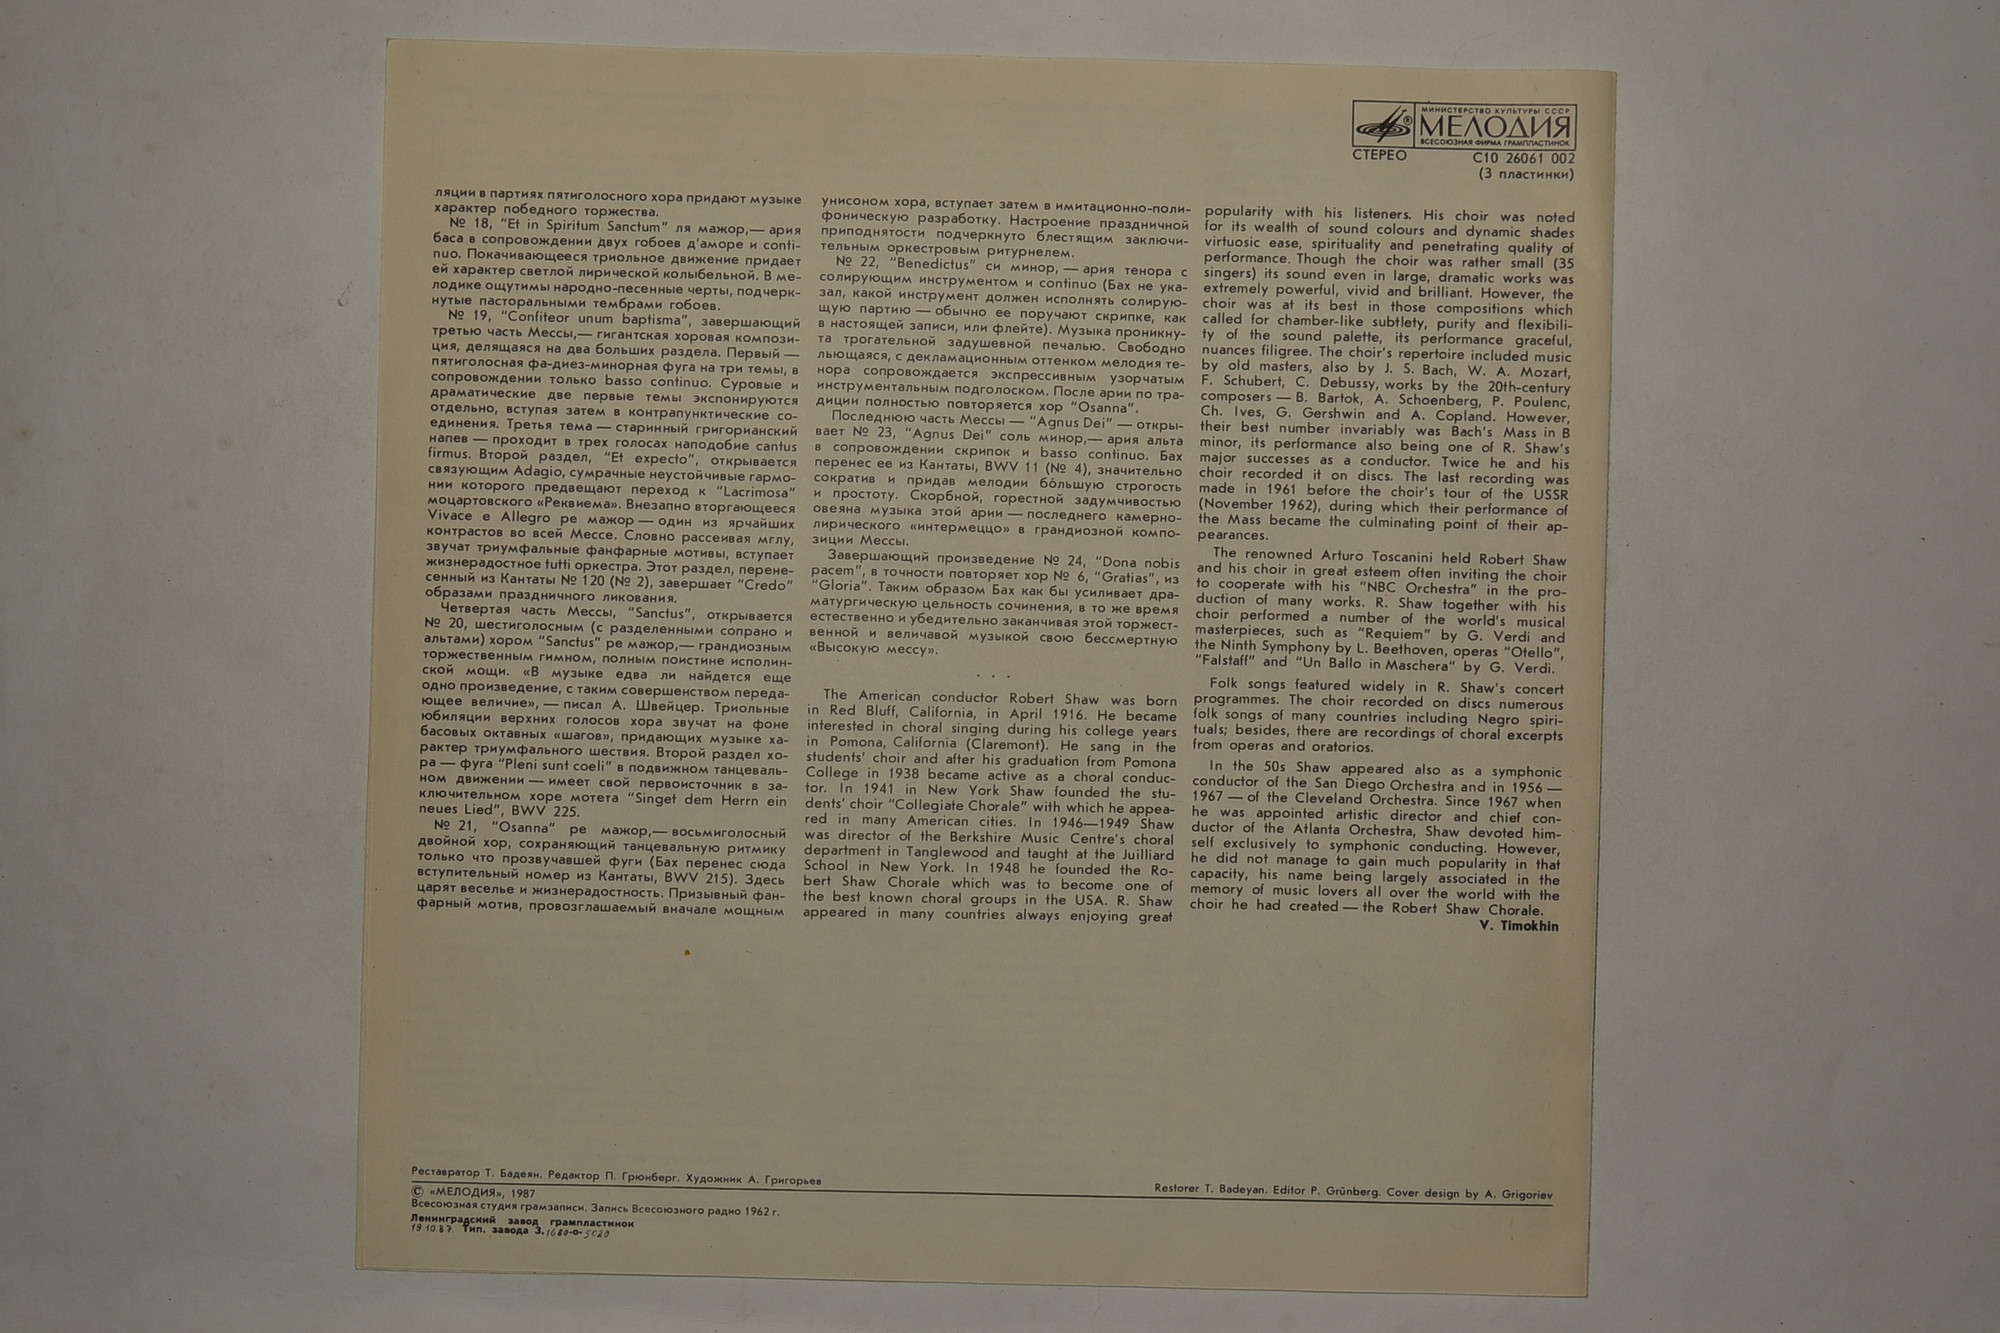 МИНИСТЕРСТВО КУЛЬТУРЫ СССР
МЕЛОДИЯ
ВСЕСОЮЗНАЯ ФИРМА ГРАМПЛАСТИНОК
СТЕРЕО
С10 26061 002
(3 пластинки)
ляции в партиях пятиголосного хора придают музыке
характер победного торжества.
№ 18, "Et in Spiritum Sanctum" ля мажор,— ария
баса в сопровождении двух гобоев д'аморе и conti-
nuo. Покачивающееся триольное движение придает
ей характер светлой лирической колыбельной. В ме-
лодике ощутимы народно-песенные черты, подчерк-
нутые пасторальными тембрами гобоев.
№ 19, "Confiteor unum baptisma", завершающий
третью часть Мессы,— гигантская хоровая компози-
ция, делящаяся на два больших раздела. Первый —
пятиголосная фа-диез-минорная фуга на три темы, в
сопровождении только basso continuo. Суровые и
драматические две первые темы экспонируются
отдельно, вступая затем в контрапунктические со-
единения. Третья тема — старинный григорианский
напев — проходит в трех голосах наподобие cantus
firmus. Второй раздел, "Et expecto", открывается
связующим Adagio, сумрачные неустойчивые гармо-
нии которого предвещают переход к "Lacrimosa"
моцартовского «Реквиема». Внезапно вторгающееся
Vivace e Allegro ре мажор — один из ярчайших
контрастов во всей Мессе. Словно рассеивая мглу,
звучат триумфальные фанфарные мотивы, вступает
жизнерадостное tutti оркестра. Этот раздел, перене-
сенный из Кантаты № 120 (№ 2), завершает "Credo"
образами праздничного ликования.
Четвертая часть Мессы, "Sanctus", открывается
№ 20, шестиголосным (с разделенными сопрано и
альтами) хором "Sanctus" ре мажор,— грандиозным
торжественным гимном, полным поистине исполин-
ской мощи. «В музыке едва ли найдется еще
одно произведение, с таким совершенством переда-
ющее величие», — писал А. Швейцер. Триольные
юбиляции верхних голосов хора звучат на фоне
басовых октавных «шагов», придающих музыке ха-
рактер триумфального шествия. Второй раздел хо-
ра — фуга "Pleni sunt coeli" в подвижном танцеваль-
ном движении — имеет свой первоисточник в за-
ключительном хоре мотета "Singet dem Herrn ein
neues Lied", BWV 225.
№ 21, "Osanna" ре мажор,— восьмиголосный
двойной хор, сохраняющий танцевальную ритмику
только что прозвучавшей фуги (Бах перенес сюда
вступительный номер из Кантаты, BWV 215). Здесь
царят веселье и жизнерадостность. Призывный фан-
фарный мотив, провозглашаемый вначале мощным
унисоном хора, вступает затем в имитационно-поли-
фоническую разработку. Настроение праздничной
приподнятости подчеркнуто блестящим заключи-
тельным оркестровым ритурнелем.
№ 22, "Benedictus" си минор, — ария тенора с
солирующим инструментом и continuo (Бах не ука-
зал, какой инструмент должен исполнять солирую-
щую партию — обычно ее поручают скрипке, как
в настоящей записи, или флейте). Музыка проникну-
та трогательной задушевной печалью. Свободно
льющаяся, с декламационным оттенком мелодия те-
нора сопровождается экспрессивным узорчатым
инструментальным подголоском. После арии по тра-
диции полностью повторяется хор "Osanna".
Последнюю часть Мессы — "Agnus Dei" — откры-
вает № 23, "Agnus Dei" соль минор,— ария альта
в сопровождении скрипок и basso continuo. Бах
перенес ее из Кантаты, BWV 11 (№ 4), значительно
сократив и придав мелодии бо́льшую строгость
и простоту. Скорбной, горестной задумчивостью
овеяна музыка этой арии — последнего камерно-
лирического «интермеццо» в грандиозной компо-
зиции Мессы.
Завершающий произведение № 24, "Dona nobis
pacem", в точности повторяет хор № 6, "Gratias", из
"Gloria". Таким образом Бах как бы усиливает дра-
матургическую цельность сочинения, в то же время
естественно и убедительно заканчивая этой торжест-
венной и величавой музыкой свою бессмертную
«Высокую мессу».
. . .
The American conductor Robert Shaw was born
in Red Bluff, California, in April 1916. He became
interested in choral singing during his college years
in Pomona, California (Claremont). He sang in the
students' choir and after his graduation from Pomona
College in 1938 became active as a choral conduc-
tor. In 1941 in New York Shaw founded the stu-
dents' choir "Collegiate Chorale" with which he appea-
red in many American cities. In 1946—1949 Shaw
was director of the Berkshire Music Centre's choral
department in Tanglewood and taught at the Juilliard
School in New York. In 1948 he founded the Ro-
bert Shaw Chorale which was to become one of
the best known choral groups in the USA. R. Shaw
appeared in many countries always enjoying great
popularity with his listeners. His choir was noted
for its wealth of sound colours and dynamic shades
virtuosic ease, spirituality and penetrating quality of
performance. Though the choir was rather small (35
singers) its sound even in large, dramatic works was
extremely powerful, vivid and brilliant. However, the
choir was at its best in those compositions which
called for chamber-like subtlety, purity and flexibili-
ty of the sound palette, its performance graceful,
nuances filigree. The choir's repertoire included music
by old masters, also by J. S. Bach, W. A. Mozart,
F. Schubert, C. Debussy, works by the 20th-century
composers — B. Bartok, A. Schoenberg, P. Poulenc,
Ch. Ives, G. Gershwin and A. Copland. However,
their best number invariably was Bach's Mass in B
minor, its performance also being one of R. Shaw's
major successes as a conductor. Twice he and his
choir recorded it on discs. The last recording was
made in 1961 before the choir's tour of the USSR
(November 1962), during which their performance of
the Mass became the culminating point of their ap-
pearances.
The renowned Arturo Toscanini held Robert Shaw
and his choir in great esteem often inviting the choir
to cooperate with his "NBC Orchestra" in the pro-
duction of many works. R. Shaw together with his
choir performed a number of the world's musical
masterpieces, such as "Requiem" by G. Verdi and
the Ninth Symphony by L. Beethoven, operas "Otello",
"Falstaff" and "Un Ballo in Maschera" by G. Verdi.
Folk songs featured widely in R. Shaw's concert
programmes. The choir recorded on discs numerous
folk songs of many countries including Negro spiri-
tuals; besides, there are recordings of choral excerpts
from operas and oratorios.
In the 50s Shaw appeared also as a symphonic
conductor of the San Diego Orchestra and in 1956 —
1967 — of the Cleveland Orchestra. Since 1967 when
he was appointed artistic director and chief con-
ductor of the Atlanta Orchestra, Shaw devoted him-
self exclusively to symphonic conducting. However,
he did not manage to gain much popularity in that
capacity, his name being largely associated in the
memory of music lovers all over the world with the
choir he had created — the Robert Shaw Chorale.
V. Timokhin
Реставратор Т. Бадеян. Редактор П. Грюнберг. Художник А. Григорьев
Restorer T. Badeyan. Editor P. Grünberg. Cover design by A. Grigoriev
© «МЕЛОДИЯ», 1987
Всесоюзная студия грамзаписи. Запись Всесоюзного радио 1962 г.
Ленинградский завод грампластинок
19.10.87. Тип. завода З. 1680-о-5020